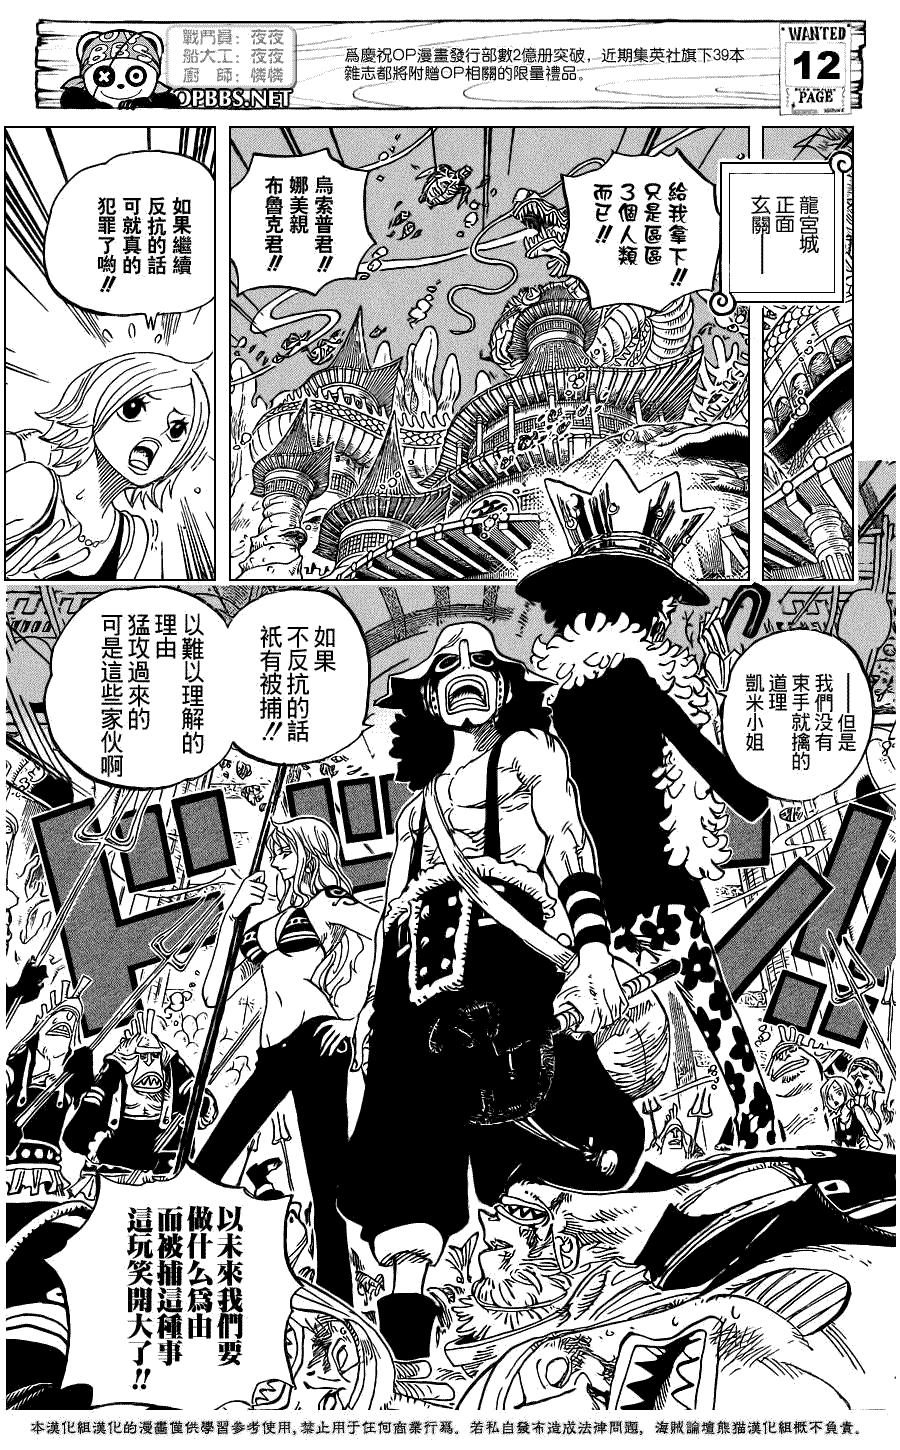 戰鬥員：夜夜
船大工：夜夜
廚　師：憐憐
OPBBS.NET
爲慶祝OP漫畫發行部數2億册突破，近期集英社旗下39本
雜志都將附贈OP相關的限量禮品。
WANTED
12
PAGE
龍宮城
正面
玄關——
給我拿下!!
只是區區
3個人類
而已!!
烏索普君!!
娜美親
布魯克君!!
如果繼續
反抗的話
可就真的
犯罪了喲!!
——但是
我們没有
束手就擒的
道理
凱米小姐
如果
不反抗的話
衹有被捕!!
以難以理解的
理由
猛攻過來的
可是這些家伙啊
ドドン!!
以未來我們要
做什么爲由
而被捕這種事
這玩笑開大了!!
本漢化組漢化的漫畫僅供學習參考使用,禁止用于任何商業行爲。若私自發布造成法律問題，海賊論壇熊猫漢化組概不負責。